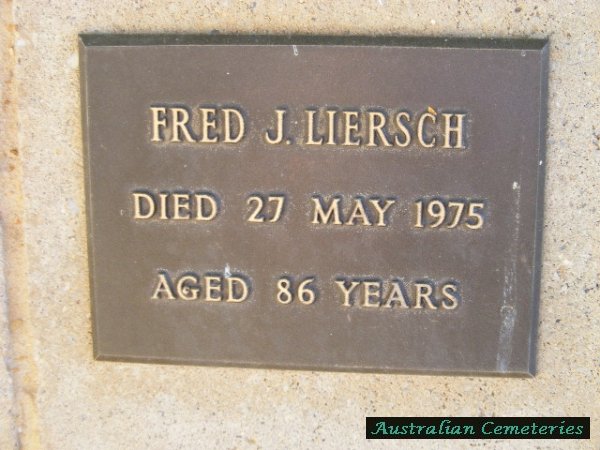 FRED J. LIERSCH
DIED 27 MAY 1975
AGED 86 YEARS
Australian Cemeteries